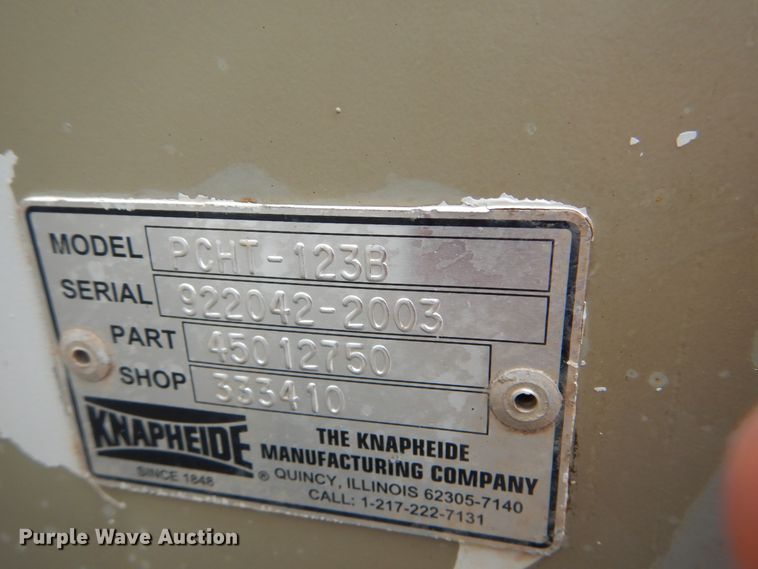 MODEL PCHT-123B
SERIAL 922042-2003
PART 45012750
SHOP 333410
KNAPHEIDE
SINCE 1848 ®
THE KNAPHEIDE
MANUFACTURING COMPANY
QUINCY, ILLINOIS 62305-7140
CALL: 1-217-222-7131
Purple Wave Auction